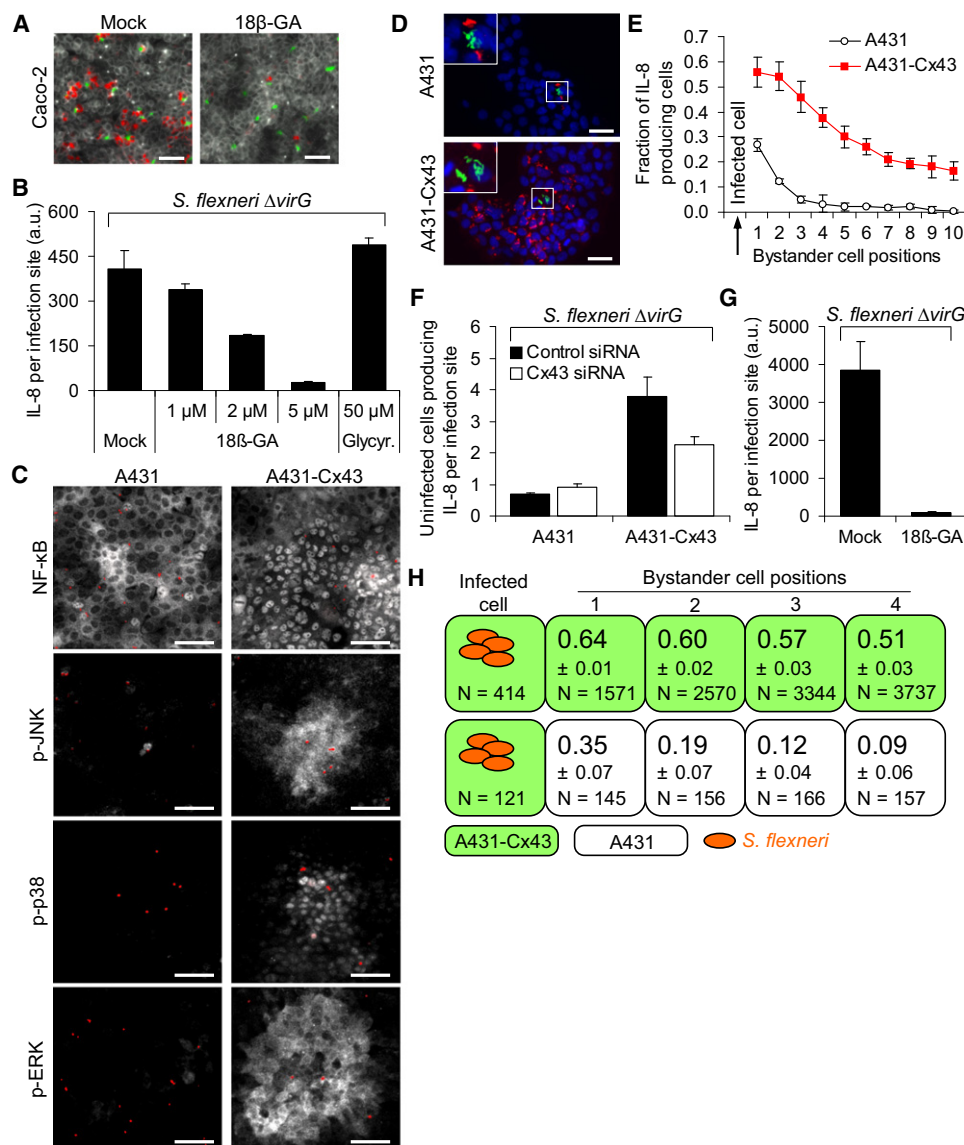 A
Mock
18β-GA
Caco-2
B
S. flexneri ΔvirG
IL-8 per infection site (a.u.)
600
450
300
150
0
1 µM
2 µM
5 µM
50 µM
Mock
18ß-GA
Glycyr.
C
A431
A431-Cx43
NF-κB
p-JNK
p-p38
p-ERK
D
A431
A431-Cx43
E
Fraction of IL-8
producing cells
0.7
0.6
0.5
0.4
0.3
0.2
0.1
0.0
A431
A431-Cx43
Infected cell
1 2 3 4 5 6 7 8 9 10
Bystander cell positions
F
S. flexneri ΔvirG
Uninfected cells producing
IL-8 per infection site
6
5
4
3
2
1
0
Control siRNA
Cx43 siRNA
A431
A431-Cx43
G
S. flexneri ΔvirG
IL-8 per infection site (a.u.)
5000
4000
3000
2000
1000
0
Mock
18ß-GA
H
Infected
cell
Bystander cell positions
1 2 3 4
0.64 0.60 0.57 0.51
± 0.01 ± 0.02 ± 0.03 ± 0.03
N = 414 N = 1571 N = 2570 N = 3344 N = 3737
0.35 0.19 0.12 0.09
± 0.07 ± 0.07 ± 0.04 ± 0.06
N = 121 N = 145 N = 156 N = 166 N = 157
A431-Cx43 A431 S. flexneri